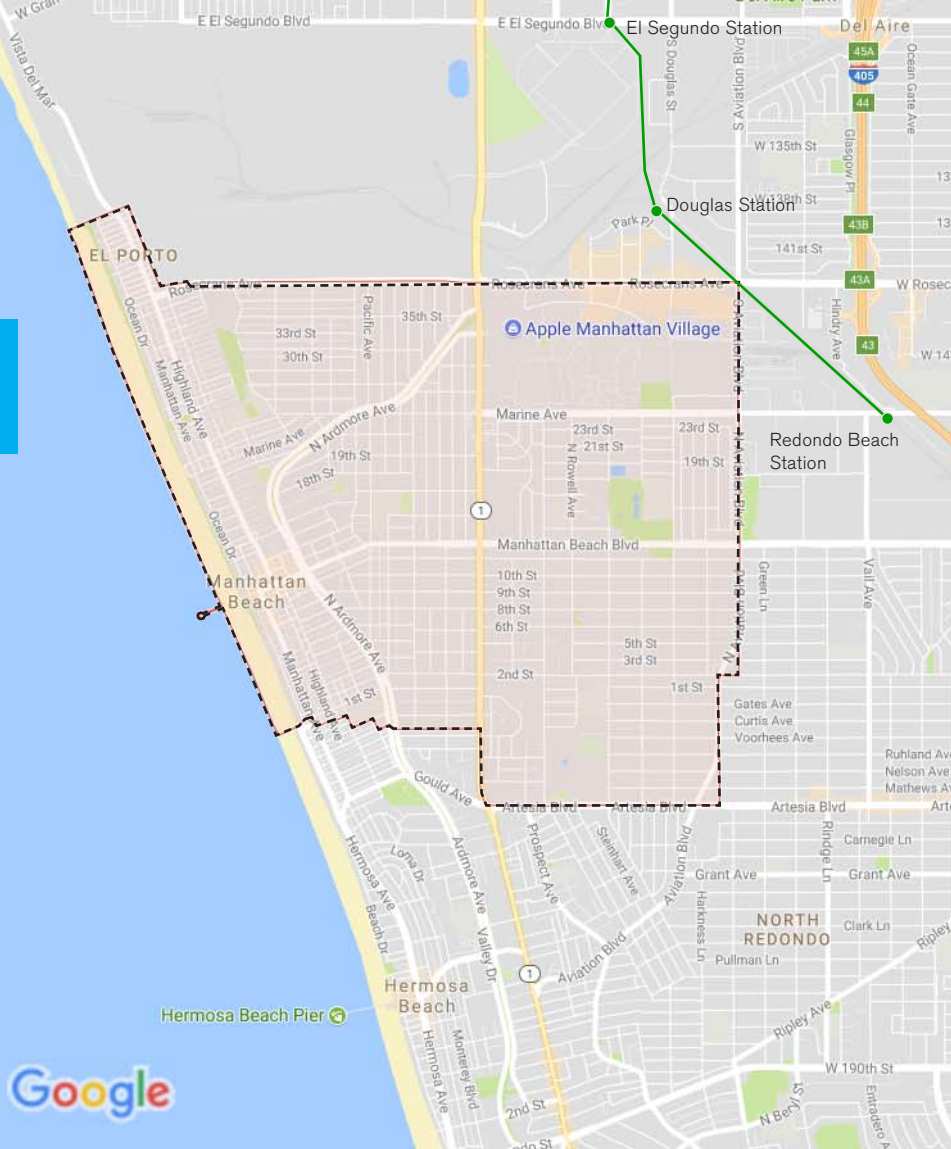 W Gran
E El Segundo Blvd
E El Segundo Blvd
El Segundo Station
Del Aire
45A
405
44
Vista Del Mar
S Douglas St
S Aviation Blvd
Ocean Gate Ave
Glasgow Pl
W 135th St
W 138th St
Douglas Station
Park Pl
43B
141st St
EL PORTO
Rosecrans Ave
Rosecrans Ave
Rosecrans Ave
43A
W Rosec
Ocean Dr
Pacific Ave
35th St
33rd St
30th St
Apple Manhattan Village
Hindry Ave
43
W 14
Highland Ave
Manhattan Ave
N Ardmore Ave
Marine Ave
Marine Ave
23rd St
23rd St
21st St
19th St
19th St
18th St
N Rowell Ave
Redondo Beach
Station
1
Ocean Dr
Manhattan Beach Blvd
Manhattan
Beach
10th St
9th St
8th St
6th St
Green Ln
Vail Ave
N Ardmore Ave
5th St
3rd St
2nd St
1st St
1st St
Manhattan Ave
Highland Ave
Gates Ave
Curtis Ave
Voorhees Ave
Ruhland Ave
Nelson Ave
Mathews A
Gould Ave
Artesia Blvd
Artesia Blvd
Artesia Blvd
Arte
Hermosa Ave
Loma Dr
Ardmore Ave
Prospect Ave
Steinhart Ave
Aviation Blvd
Rindge Ln
Carnegie Ln
Grant Ave
Grant Ave
Harkness Ln
Beach Dr
Valley Dr
NORTH
REDONDO
Clark Ln
Ripley
Pullman Ln
Aviation Blvd
1
Hermosa
Beach
Hermosa Beach Pier
Ripley Ave
Hermosa Ave
Monterey Blvd
W 190th St
Google
2nd St
N Beryl St
Entradero A